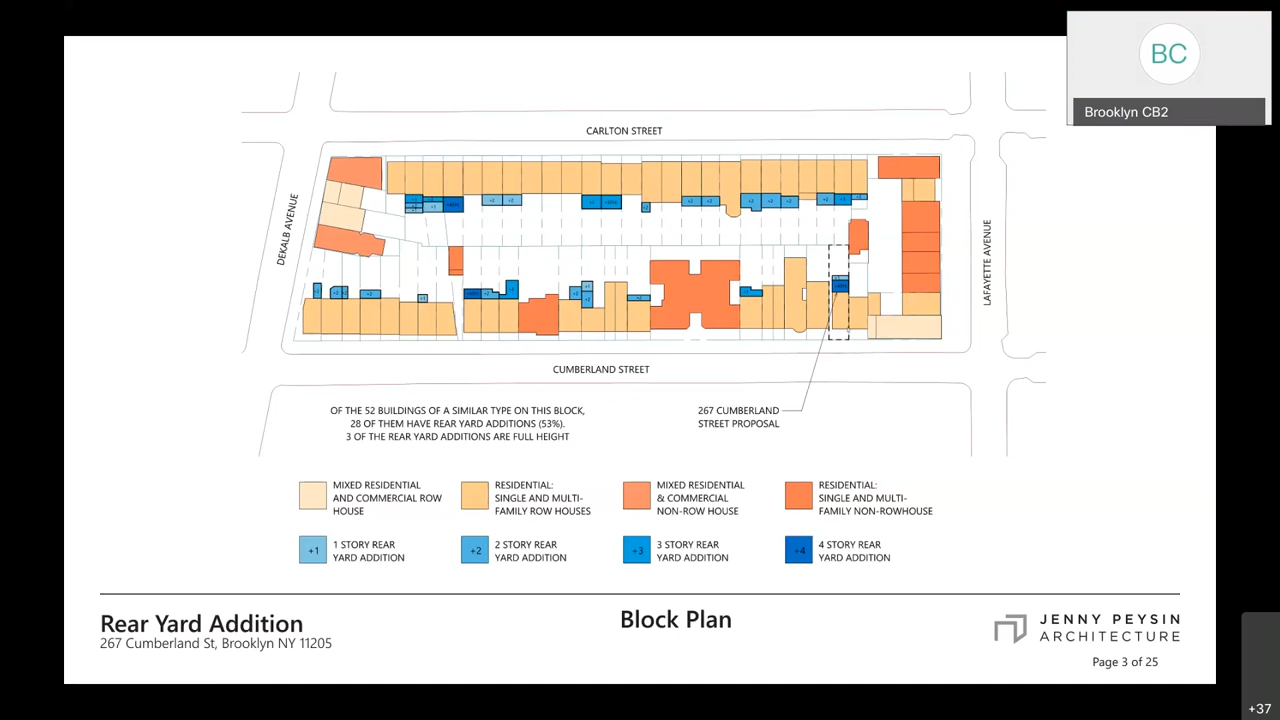 BC
Brooklyn CB2
CARLTON STREET
DEKALB AVENUE
LAFAYETTE AVENUE
CUMBERLAND STREET
OF THE 52 BUILDINGS OF A SIMILAR TYPE ON THIS BLOCK,
28 OF THEM HAVE REAR YARD ADDITIONS (53%).
3 OF THE REAR YARD ADDITIONS ARE FULL HEIGHT
267 CUMBERLAND
STREET PROPOSAL
MIXED RESIDENTIAL
AND COMMERCIAL ROW
HOUSE
RESIDENTIAL:
SINGLE AND MULTI-
FAMILY ROW HOUSES
MIXED RESIDENTIAL
& COMMERCIAL
NON-ROW HOUSE
RESIDENTIAL:
SINGLE AND MULTI-
FAMILY NON-ROWHOUSE
+1
1 STORY REAR
YARD ADDITION
+2
2 STORY REAR
YARD ADDITION
+3
3 STORY REAR
YARD ADDITION
+4
4 STORY REAR
YARD ADDITION
Rear Yard Addition
267 Cumberland St, Brooklyn NY 11205
Block Plan
JENNY PEYSIN
ARCHITECTURE
Page 3 of 25
+37